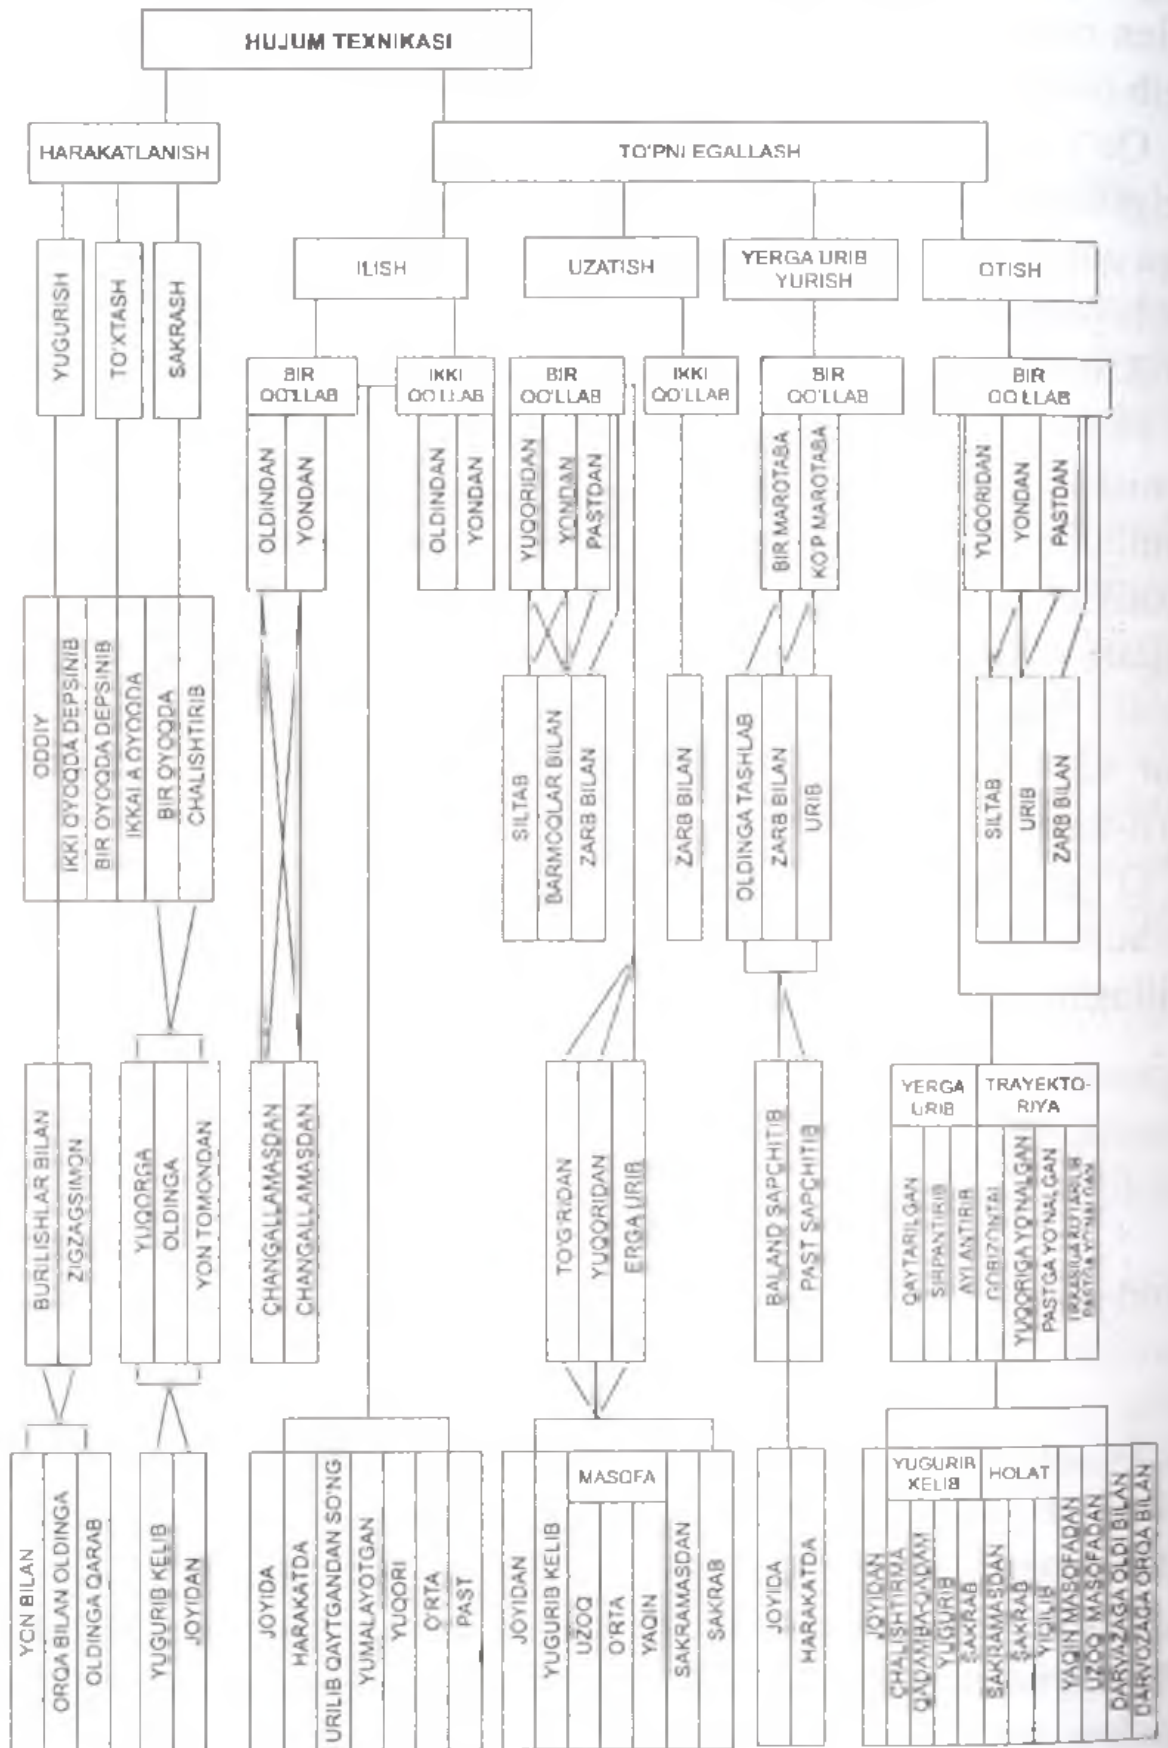 HUJUM TEXNIKASI
HARAKATLANISH
TO'PNI EGALLASH
YUGURISH
TO'XTASH
SAKRASH
ILISH
UZATISH
YERGA URIB
YURISH
OTISH
BIR
QO'LLAB
IKKI
QO'LLAB
BIR
QO'LLAB
IKKI
QO'LLAB
BIR
QO'LLAB
BIR
QO'LLAB
OLDINDAN
YONDAN
OLDINDAN
YONDAN
YUQORIDAN
YONDAN
PASTDAN
BIR MAROTABA
KO'P MAROTABA
YUQORIDAN
YONDAN
PASTDAN
ODDIY
IKKI OYOQDA DEPSINIB
BIR OYOQDA DEPSINIB
IKKALA OYOQDA
BIR OYOQDA
CHALISHTIRIB
SILTAB
BARMOQLAR BILAN
ZARB BILAN
ZARB BILAN
OLDINGA TASHLAB
ZARB BILAN
URIB
SILTAB
URIB
ZARB BILAN
BURILISHLAR BILAN
ZIGZAGSIMON
YUQORGA
OLDINGA
YON TOMONDAN
CHANGALLAMASDAN
CHANGALLAMASDAN
TO'G'RIDAN
YUQORIDAN
ERGA URIB
BALAND SAPCHITIB
PAST SAPCHITIB
YERGA
URIB
TRAYEKTO-
RIYA
QAYTARILGAN
SIRPANTIRIB
AYLANTIRIB
GORIZONTAL
YUQORIGA YO'NALGAN
PASTGA YO'NALGAN
PASTGA YO'NALGAN
YON BILAN
ORQA BILAN OLDINGA
OLDINGA QARAB
YUGURIB KELIB
JOYIDAN
JOYIDA
HARAKATDA
URILIB QAYTGANDAN SO'NG
YUMALAYOTGAN
YUQORI
O'RTA
PAST
JOYIDAN
YUGURIB KELIB
MASOFA
UZOQ
O'RTA
YAQIN
SAKRAMASDAN
SAKRAB
JOYIDA
HARAKATDA
JOYIDAN
YUGURIB
KELIB
CHALISHTIRMA
QADAMBA-QADAM
YUGURIB
SAKRAB
HOLAT
SAKRAMASDAN
SAKRAB
YIQILIB
YAQIN MASOFADAN
UZOQ MASOFADAN
DARVAZAGA OLDI BILAN
DARVOZAGA ORQA BILAN